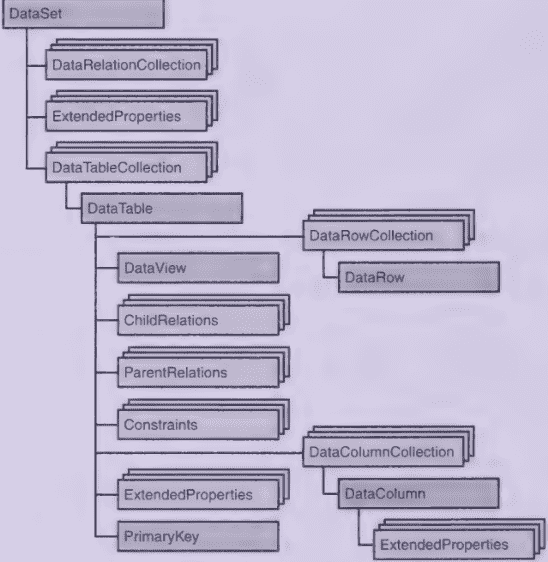 DataSet
DataRelationCollection
ExtendedProperties
DataTableCollection
DataTable
DataRowCollection
DataRow
DataView
ChildRelations
ParentRelations
Constraints
DataColumnCollection
DataColumn
ExtendedProperties
ExtendedProperties
PrimaryKey